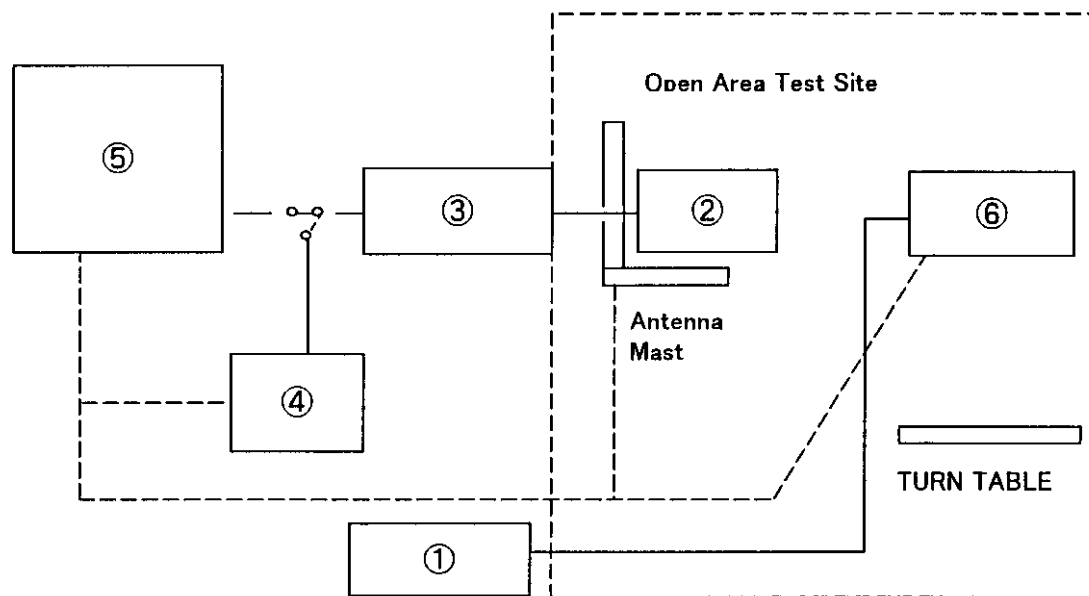 Open Area Test Site
⑤
③
②
⑥
Antenna
Mast
④
TURN TABLE
①